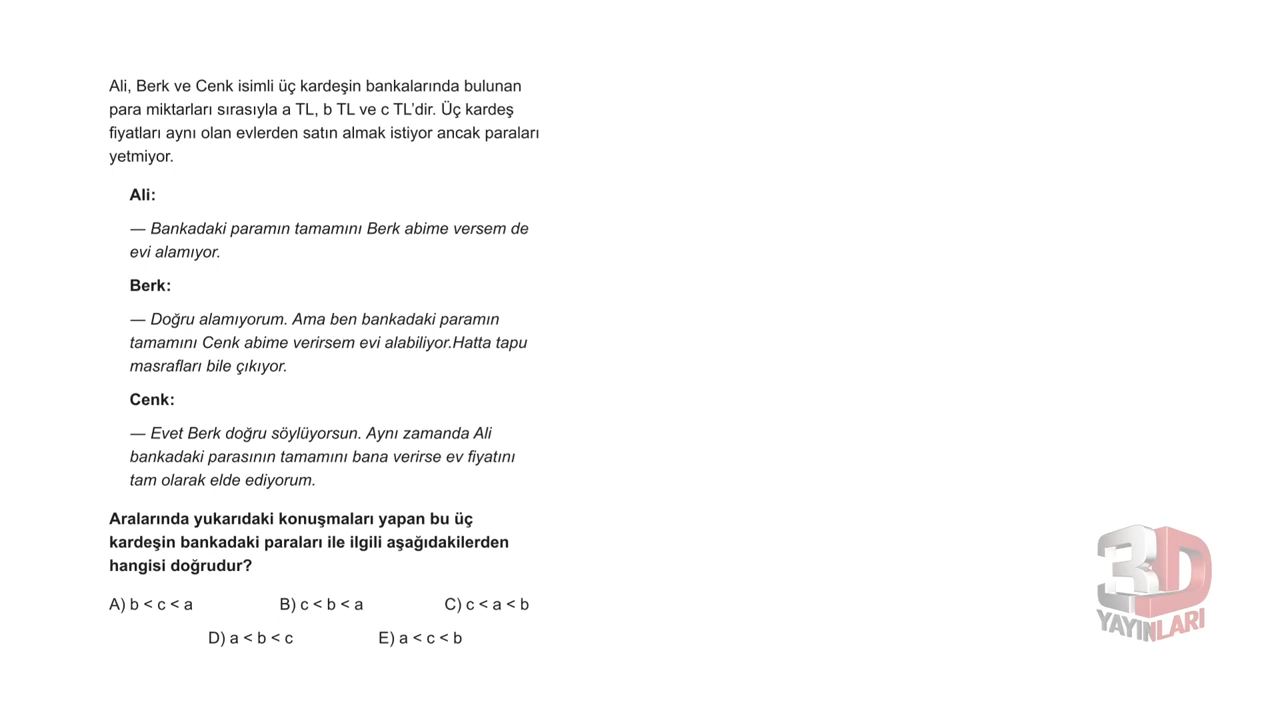 Ali, Berk ve Cenk isimli üç kardeşin bankalarında bulunan
para miktarları sırasıyla a TL, b TL ve c TL'dir. Üç kardeş
fiyatları aynı olan evlerden satın almak istiyor ancak paraları
yetmiyor.
Ali:
— Bankadaki paramın tamamını Berk abime versem de
evi alamıyor.
Berk:
— Doğru alamıyorum. Ama ben bankadaki paramın
tamamını Cenk abime verirsem evi alabiliyor.Hatta tapu
masrafları bile çıkıyor.
Cenk:
— Evet Berk doğru söylüyorsun. Aynı zamanda Ali
bankadaki parasının tamamını bana verirse ev fiyatını
tam olarak elde ediyorum.
Aralarında yukarıdaki konuşmaları yapan bu üç
kardeşin bankadaki paraları ile ilgili aşağıdakilerden
hangisi doğrudur?
A) b < c < a B) c < b < a C) c < a < b
D) a < b < c E) a < c < b
3D
YAYINLARI